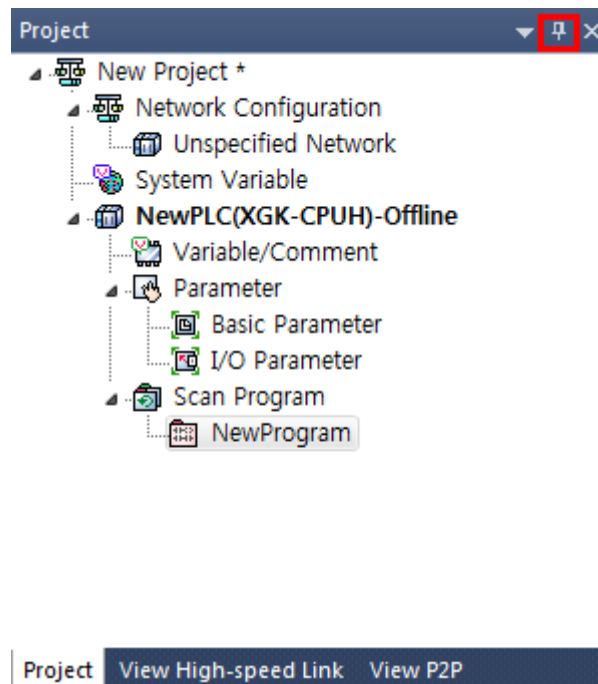 Project
New Project *
Network Configuration
Unspecified Network
System Variable
NewPLC(XGK-CPUH)-Offline
Variable/Comment
Parameter
Basic Parameter
I/O Parameter
Scan Program
NewProgram
Project View High-speed Link View P2P